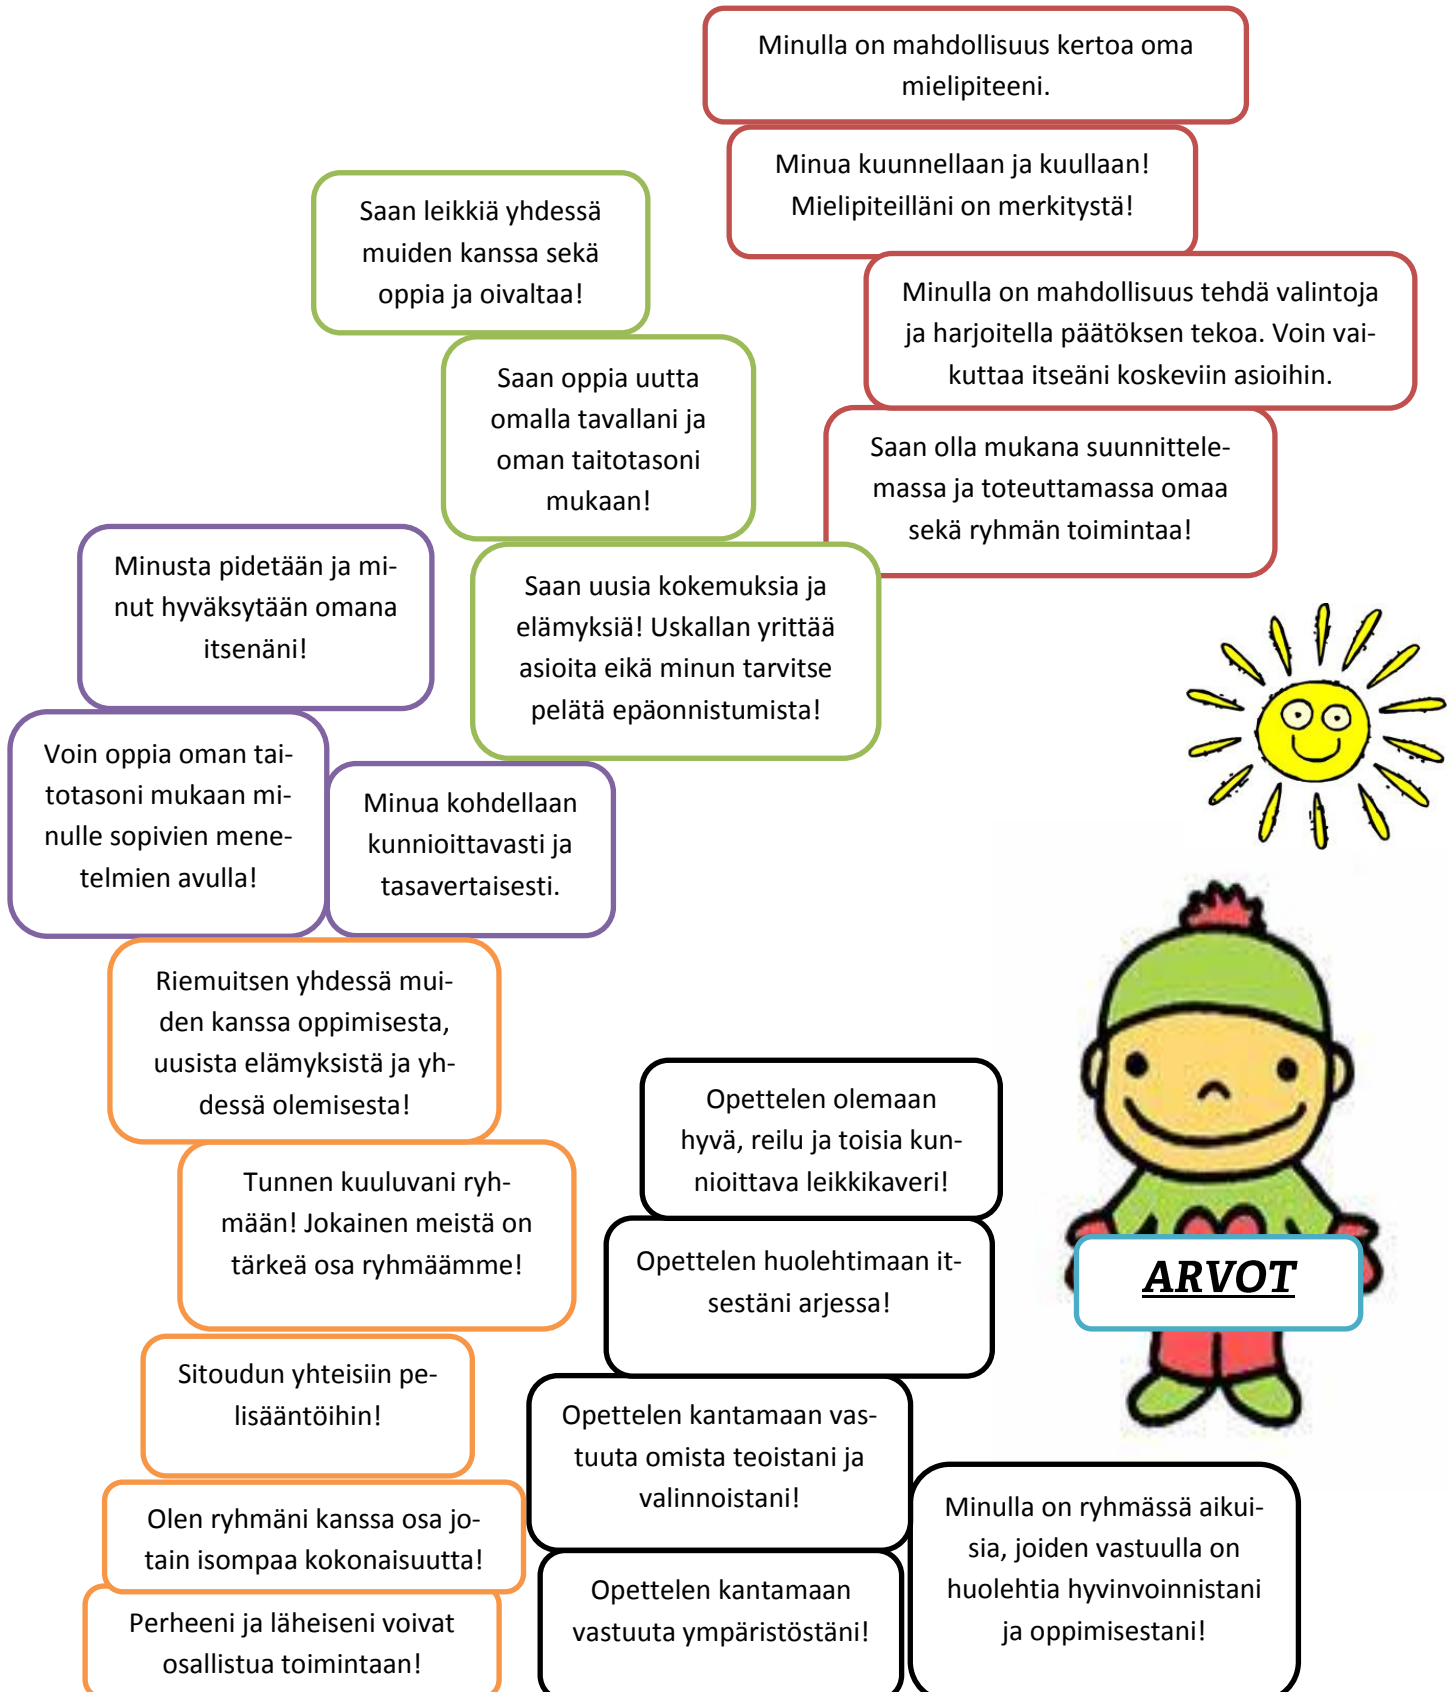 Minulla on mahdollisuus kertoa oma
mielipiteeni.
Minua kuunnellaan ja kuullaan!
Mielipiteilläni on merkitystä!
Minulla on mahdollisuus tehdä valintoja
ja harjoitella päätöksen tekoa. Voin vai-
kuttaa itseäni koskeviin asioihin.
Saan olla mukana suunnittele-
massa ja toteuttamassa omaa
sekä ryhmän toimintaa!
Saan leikkiä yhdessä
muiden kanssa sekä
oppia ja oivaltaa!
Saan oppia uutta
omalla tavallani ja
oman taitotasoni
mukaan!
Saan uusia kokemuksia ja
elämyksiä! Uskallan yrittää
asioita eikä minun tarvitse
pelätä epäonnistumista!
Minusta pidetään ja mi-
nut hyväksytään omana
itsenäni!
Voin oppia oman tai-
totasoni mukaan mi-
nulle sopivien mene-
telmien avulla!
Minua kohdellaan
kunnioittavasti ja
tasavertaisesti.
Riemuitsen yhdessä mui-
den kanssa oppimisesta,
uusista elämyksistä ja yh-
dessä olemisesta!
Tunnen kuuluvani ryh-
mään! Jokainen meistä on
tärkeä osa ryhmäämme!
Sitoudun yhteisiin pe-
lisääntöihin!
Olen ryhmäni kanssa osa jo-
tain isompaa kokonaisuutta!
Perheeni ja läheiseni voivat
osallistua toimintaan!
Opettelen olemaan
hyvä, reilu ja toisia kun-
nioittava leikkikaveri!
Opettelen huolehtimaan it-
sestäni arjessa!
Opettelen kantamaan vas-
tuuta omista teoistani ja
valinnoistani!
Opettelen kantamaan
vastuuta ympäristöstäni!
Minulla on ryhmässä aikui-
sia, joiden vastuulla on
huolehtia hyvinvoinnistani
ja oppimisestani!
ARVOT